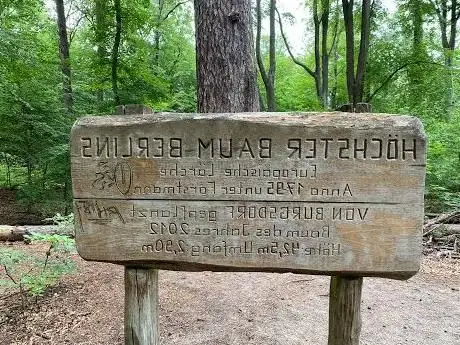 HÖCHSTER BAUM BERLINS
Europäische Lärche
Anno 1795 unter Forstmann
VON BURGSDORF gepflanzt
Baum des Jahres 2012
Höhe 42,5m Umfang 2,50m